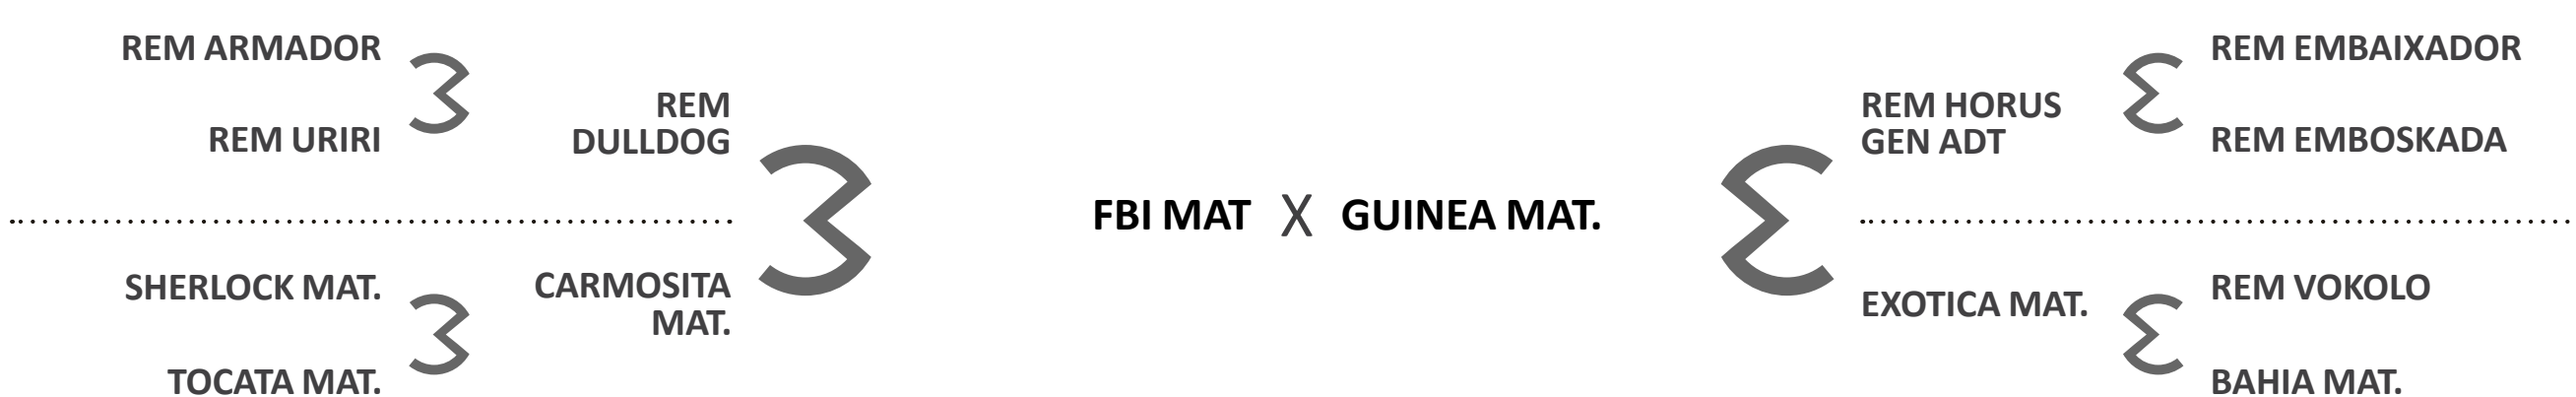 REM ARMADOR
REM URIRI
REM
DULLDOG
SHERLOCK MAT.
TOCATA MAT.
CARMOSITA
MAT.
FBI MAT X GUINEA MAT.
REM HORUS
GEN ADT
REM EMBAIXADOR
REM EMBOSKADA
EXOTICA MAT.
REM VOKOLO
BAHIA MAT.